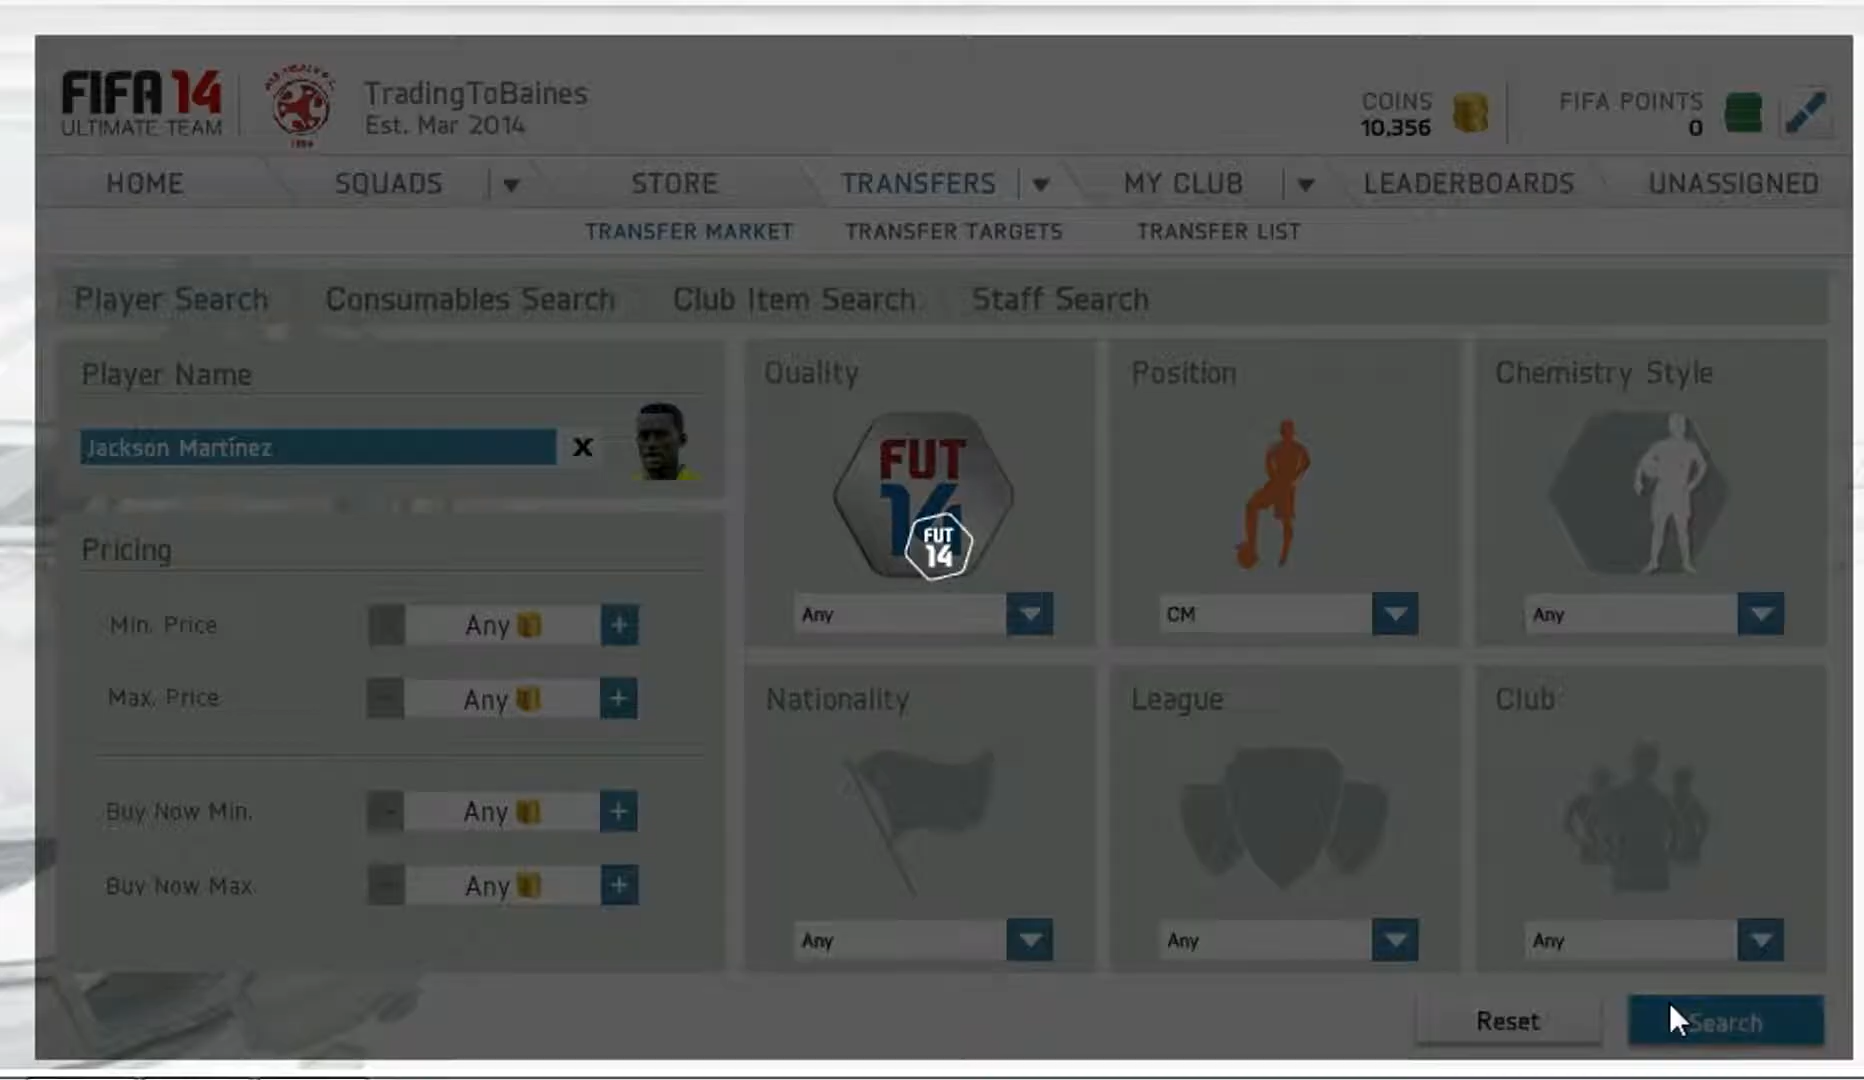 FIFA 14
ULTIMATE TEAM
TradingToBaines
Est. Mar 2014
COINS
10,356
FIFA POINTS
0
HOME
SQUADS
STORE
TRANSFERS
MY CLUB
LEADERBOARDS
UNASSIGNED
TRANSFER MARKET
TRANSFER TARGETS
TRANSFER LIST
Player Search
Consumables Search
Club Item Search
Staff Search
Player Name
Jackson Martínez
X
Pricing
Min. Price
Any
+
Max. Price
Any
+
Buy Now Min.
Any
+
Buy Now Max.
Any
+
Quality
FUT
14
FUT
14
Any
Position
CM
Chemistry Style
Any
Nationality
Any
League
Any
Club
Any
Reset
Search